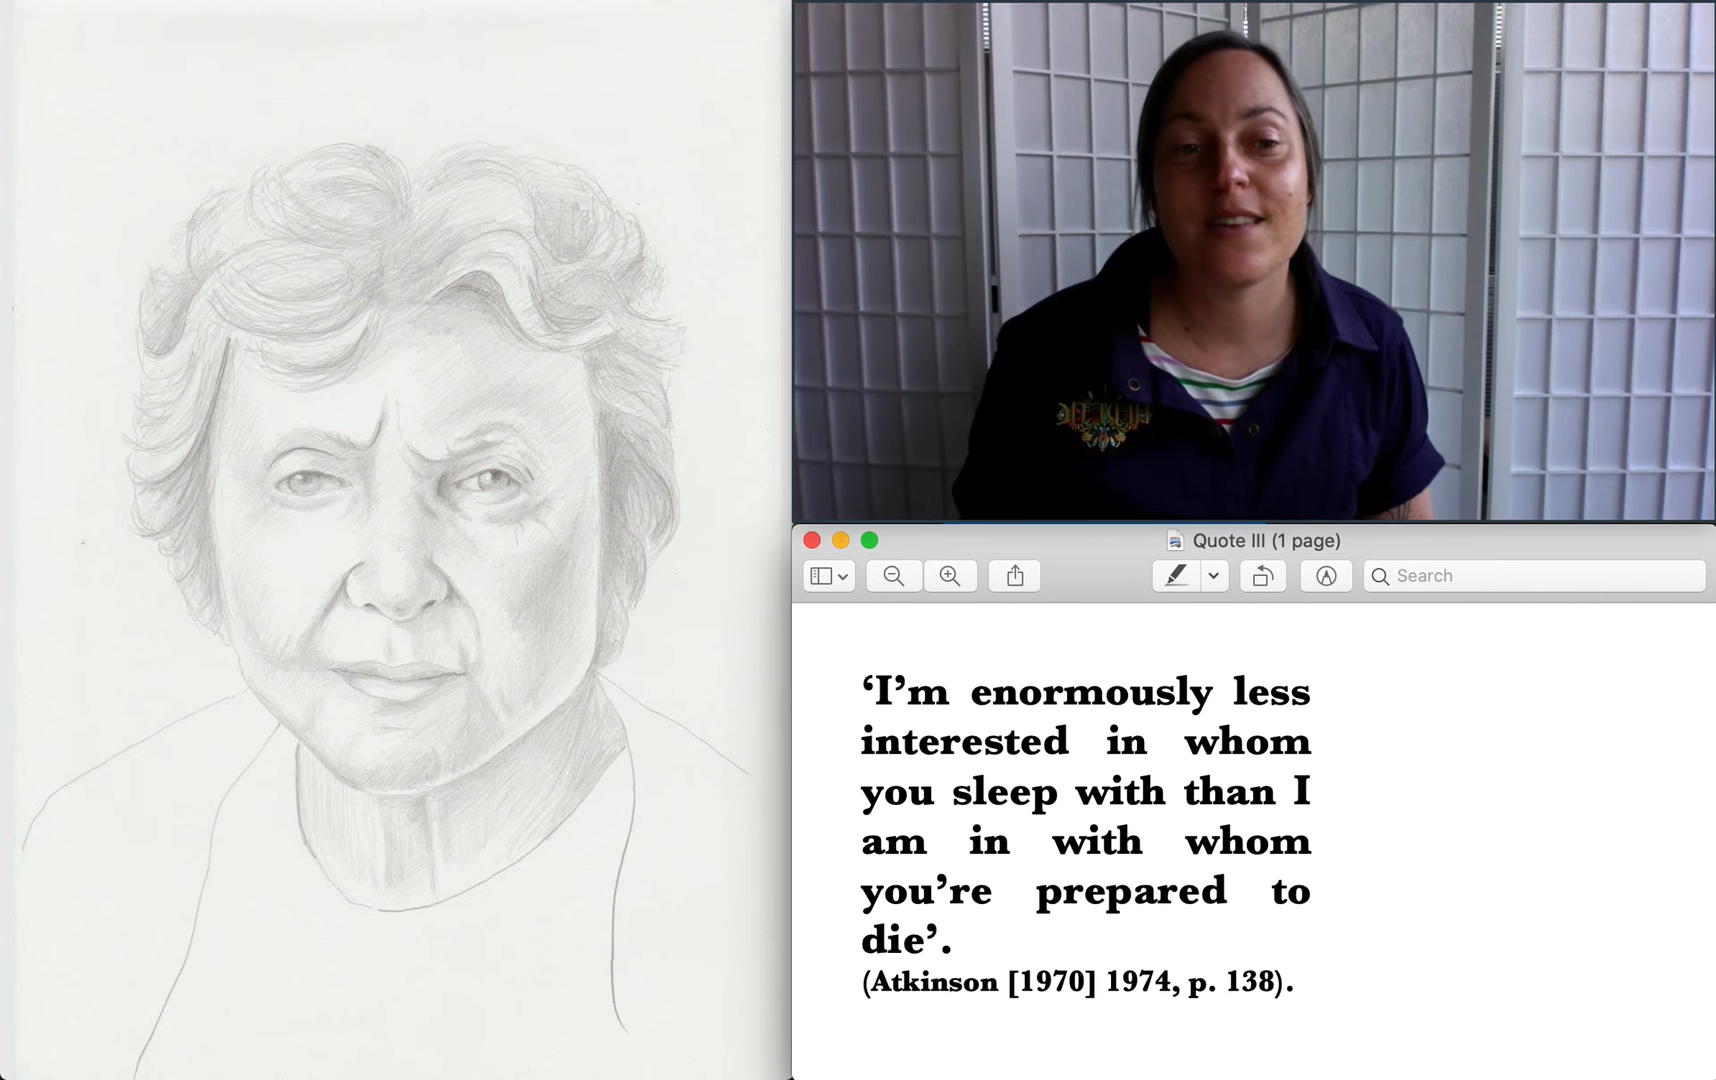 Quote III (1 page)
Search
‘I’m enormously less
interested in whom
you sleep with than I
am in with whom
you’re prepared to
die’.
(Atkinson [1970] 1974, p. 138).